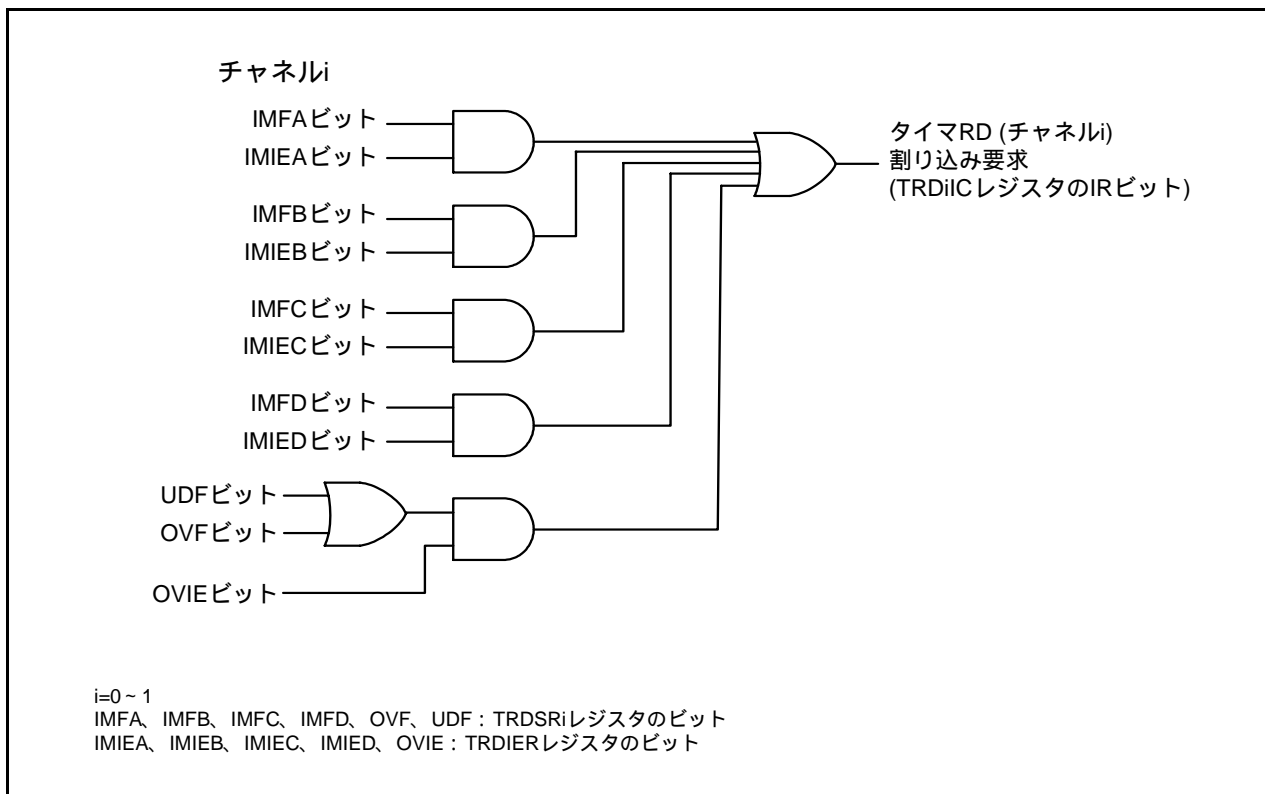 チャネルi
IMFAビット
IMIEAビット
IMFBビット
IMIEBビット
IMFCビット
IMIECビット
IMFDビット
IMIEDビット
UDFビット
OVFビット
OVIEビット
タイマRD (チャネルi)
割り込み要求
(TRDiICレジスタのIRビット)
i=0～1
IMFA、IMFB、IMFC、IMFD、OVF、UDF：TRDSRiレジスタのビット
IMIEA、IMIEB、IMIEC、IMIED、OVIE：TRDIERレジスタのビット